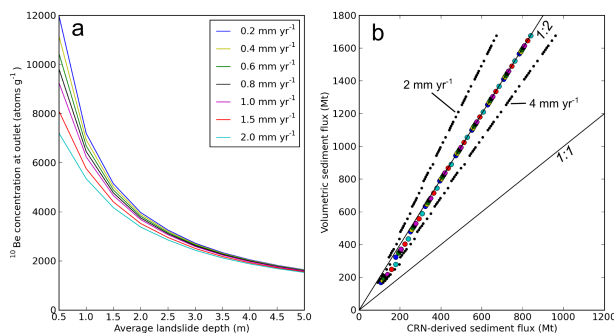 12000
10000
8000
6000
4000
2000
0
0.5 1.0 1.5 2.0 2.5 3.0 3.5 4.0 4.5 5.0
¹⁰ Be concentration at outlet (atoms g⁻¹)
Average landslide depth (m)
a
0.2 mm yr⁻¹
0.4 mm yr⁻¹
0.6 mm yr⁻¹
0.8 mm yr⁻¹
1.0 mm yr⁻¹
1.5 mm yr⁻¹
2.0 mm yr⁻¹
1800
1600
1400
1200
1000
800
600
400
200
0
0 200 400 600 800 1000 1200
Volumetric sediment flux (Mt)
CRN-derived sediment flux (Mt)
b
1:2
2 mm yr⁻¹
4 mm yr⁻¹
1:1